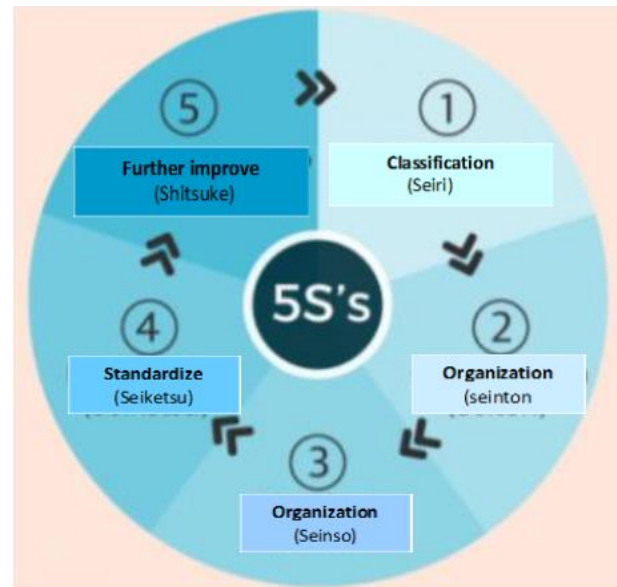 5S's
1
Classification
(Seiri)
2
Organization
(seinton
3
Organization
(Seinso)
4
Standardize
(Seiketsu)
5
Further improve
(Shitsuke)